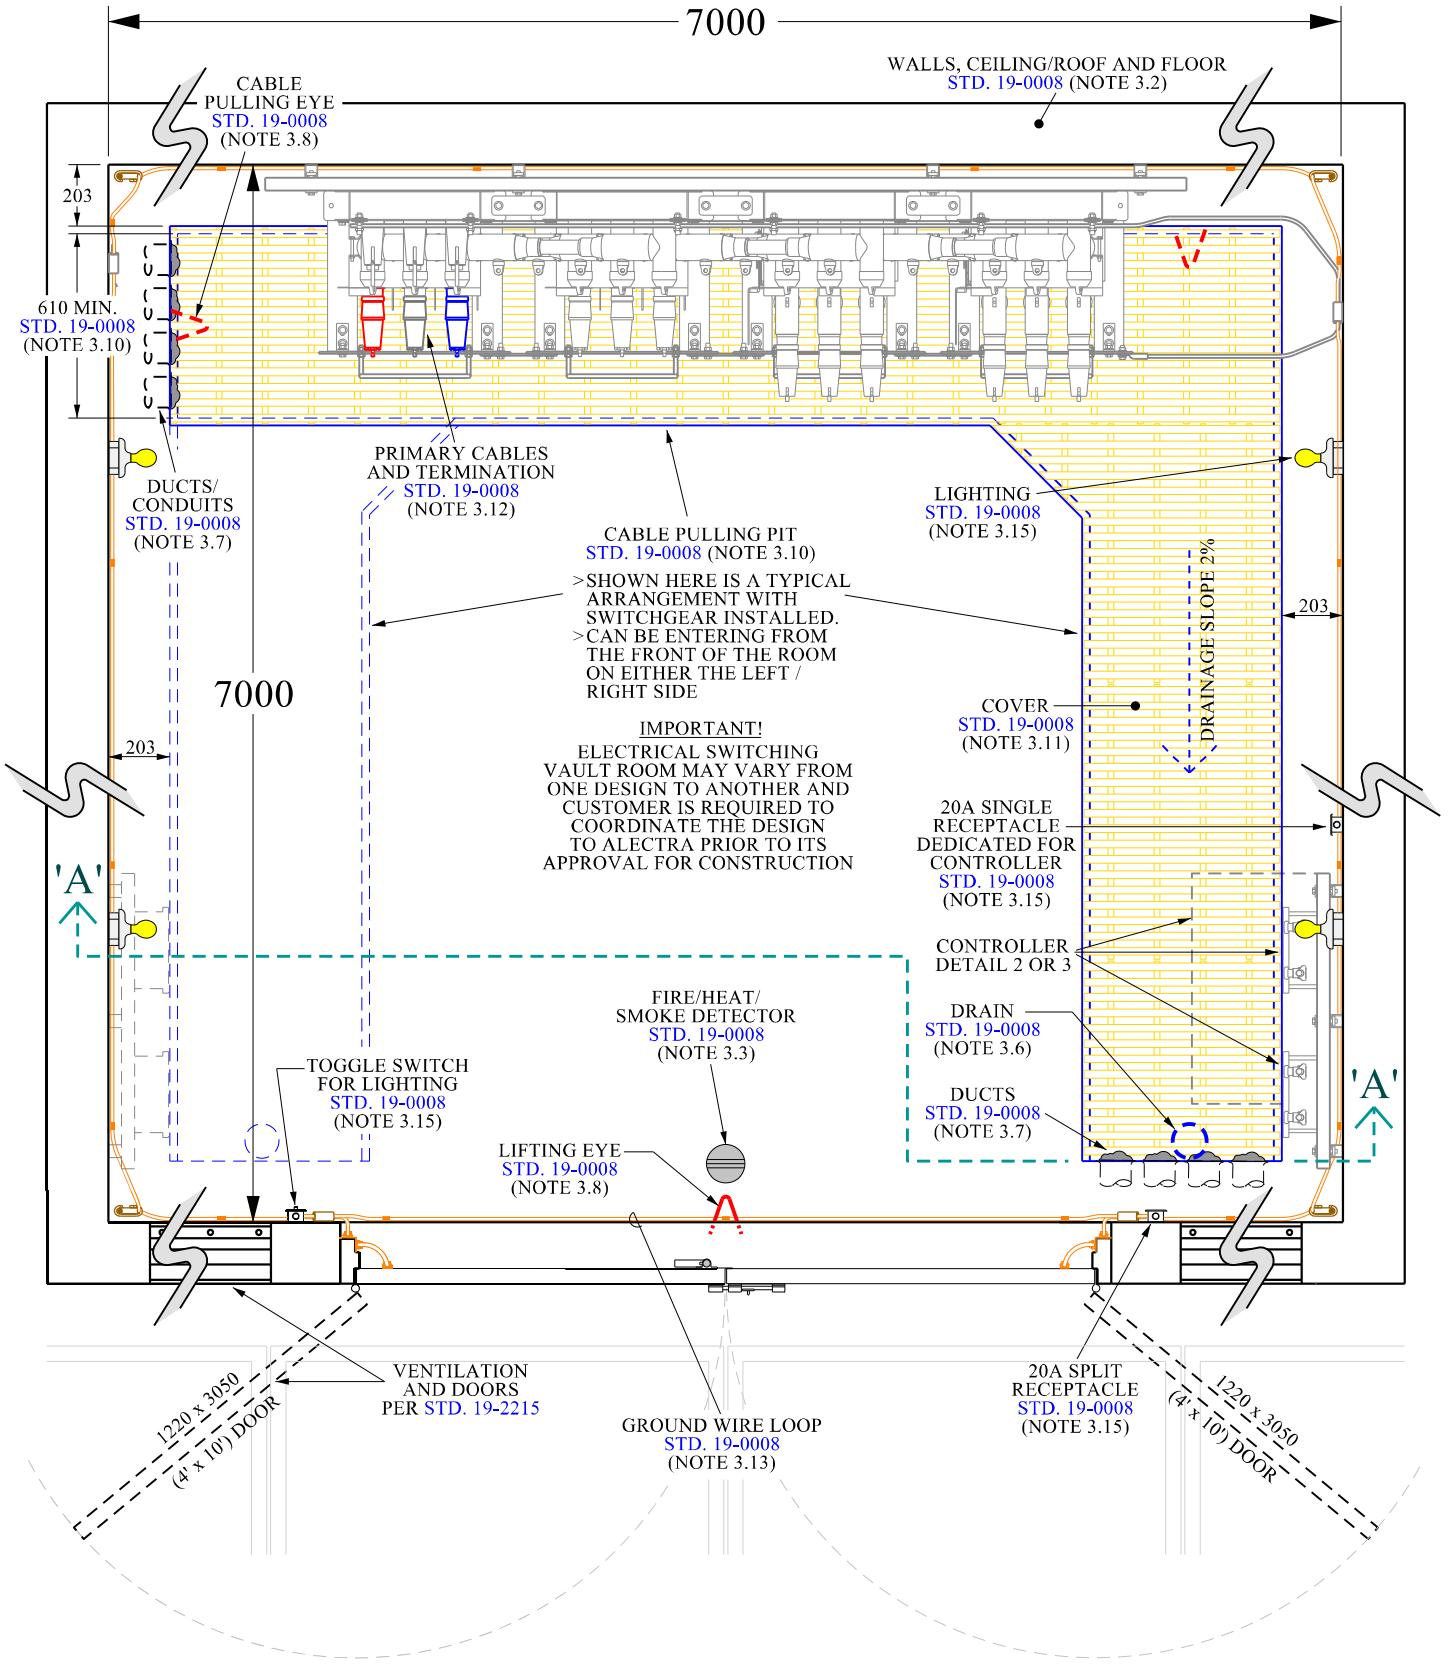 7000
WALLS, CEILING/ROOF AND FLOOR
STD. 19-0008 (NOTE 3.2)
CABLE
PULLING EYE
STD. 19-0008
(NOTE 3.8)
203
610 MIN.
STD. 19-0008
(NOTE 3.10)
DUCTS/
CONDUITS
STD. 19-0008
(NOTE 3.7)
PRIMARY CABLES
AND TERMINATION
STD. 19-0008
(NOTE 3.12)
LIGHTING
STD. 19-0008
(NOTE 3.15)
CABLE PULLING PIT
STD. 19-0008 (NOTE 3.10)
>SHOWN HERE IS A TYPICAL
ARRANGEMENT WITH
SWITCHGEAR INSTALLED.
>CAN BE ENTERING FROM
THE FRONT OF THE ROOM
ON EITHER THE LEFT /
RIGHT SIDE
DRAINAGE SLOPE 2%
203
7000
203
COVER
STD. 19-0008
(NOTE 3.11)
IMPORTANT!
ELECTRICAL SWITCHING
VAULT ROOM MAY VARY FROM
ONE DESIGN TO ANOTHER AND
CUSTOMER IS REQUIRED TO
COORDINATE THE DESIGN
TO ALECTRA PRIOR TO ITS
APPROVAL FOR CONSTRUCTION
20A SINGLE
RECEPTACLE
DEDICATED FOR
CONTROLLER
STD. 19-0008
(NOTE 3.15)
'A'
CONTROLLER
DETAIL 2 OR 3
FIRE/HEAT/
SMOKE DETECTOR
STD. 19-0008
(NOTE 3.3)
DRAIN
STD. 19-0008
(NOTE 3.6)
TOGGLE SWITCH
FOR LIGHTING
STD. 19-0008
(NOTE 3.15)
DUCTS
STD. 19-0008
(NOTE 3.7)
'A'
LIFTING EYE
STD. 19-0008
(NOTE 3.8)
VENTILATION
AND DOORS
PER STD. 19-2215
1220 x 3050
(4' x 10') DOOR
GROUND WIRE LOOP
STD. 19-0008
(NOTE 3.13)
20A SPLIT
RECEPTACLE
STD. 19-0008
(NOTE 3.15)
1220 x 3050
(4' x 10') DOOR